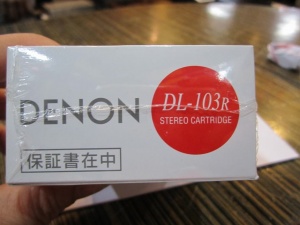 DENON
DL-103R
STEREO CARTRIDGE
保証書在中